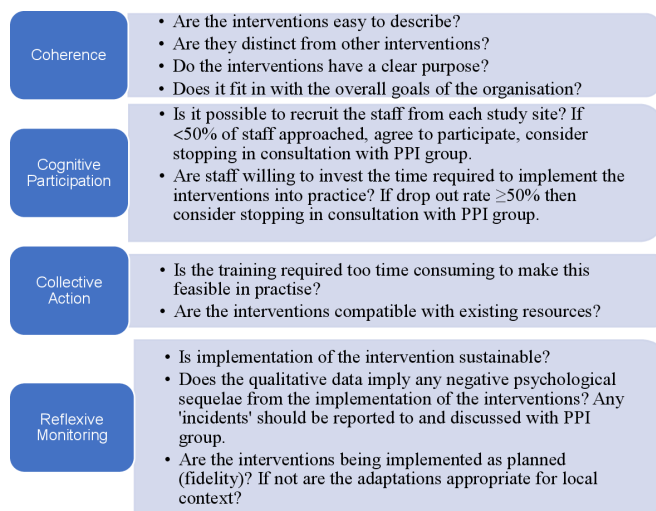 Coherence
• Are the interventions easy to describe?
• Are they distinct from other interventions?
• Do the interventions have a clear purpose?
• Does it fit in with the overall goals of the organisation?
Cognitive
Participation
• Is it possible to recruit the staff from each study site? If
<50% of staff approached, agree to participate, consider
stopping in consultation with PPI group.
• Are staff willing to invest the time required to implement the
interventions into practice? If drop out rate ≥50% then
consider stopping in consultation with PPI group.
Collective
Action
• Is the training required too time consuming to make this
feasible in practise?
• Are the interventions compatible with existing resources?
Reflexive
Monitoring
• Is implementation of the intervention sustainable?
• Does the qualitative data imply any negative psychological
sequelae from the implementation of the interventions? Any
'incidents' should be reported to and discussed with PPI
group.
• Are the interventions being implemented as planned
(fidelity)? If not are the adaptations appropriate for local
context?